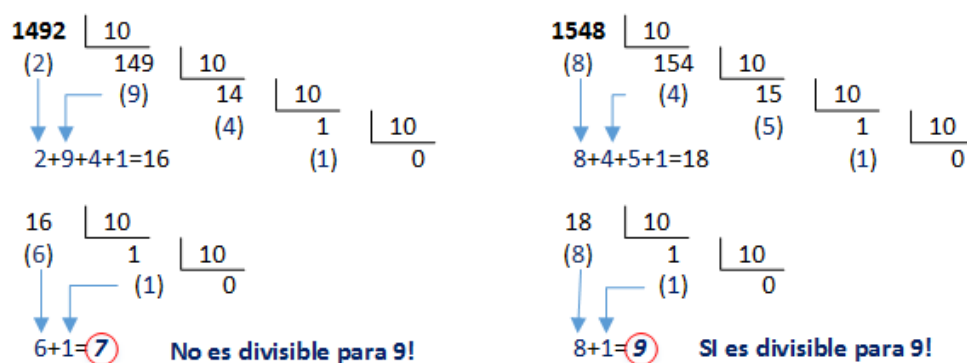 1492 10
(2) 149 10
(9) 14 10
(4) 1 10
2+9+4+1=16 (1) 0
16 10
(6) 1 10
(1) 0
6+1=7 No es divisible para 9!
1548 10
(8) 154 10
(4) 15 10
(5) 1 10
8+4+5+1=18 (1) 0
18 10
(8) 1 10
(1) 0
8+1=9 SI es divisible para 9!